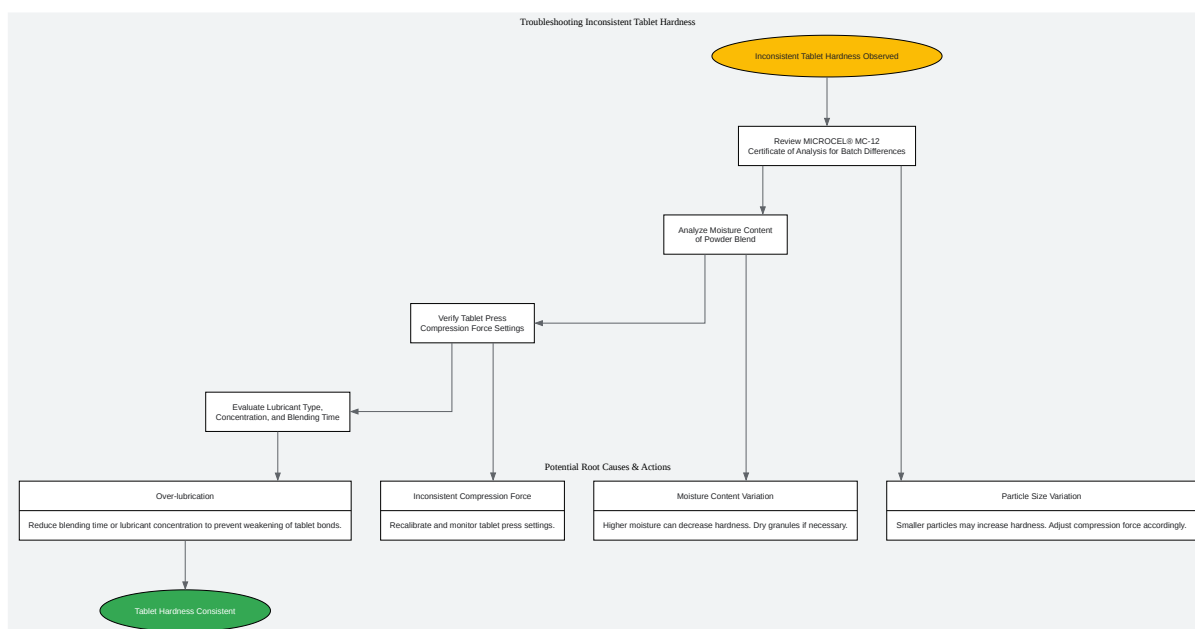 Troubleshooting Inconsistent Tablet Hardness
Inconsistent Tablet Hardness Observed
Review MICROCEL® MC-12
Certificate of Analysis for Batch Differences
Analyze Moisture Content
of Powder Blend
Verify Tablet Press
Compression Force Settings
Evaluate Lubricant Type,
Concentration, and Blending Time
Potential Root Causes & Actions
Over-lubrication
Reduce blending time or lubricant concentration to prevent weakening of tablet bonds.
Inconsistent Compression Force
Recalibrate and monitor tablet press settings.
Moisture Content Variation
Higher moisture can decrease hardness. Dry granules if necessary.
Particle Size Variation
Smaller particles may increase hardness. Adjust compression force accordingly.
Tablet Hardness Consistent